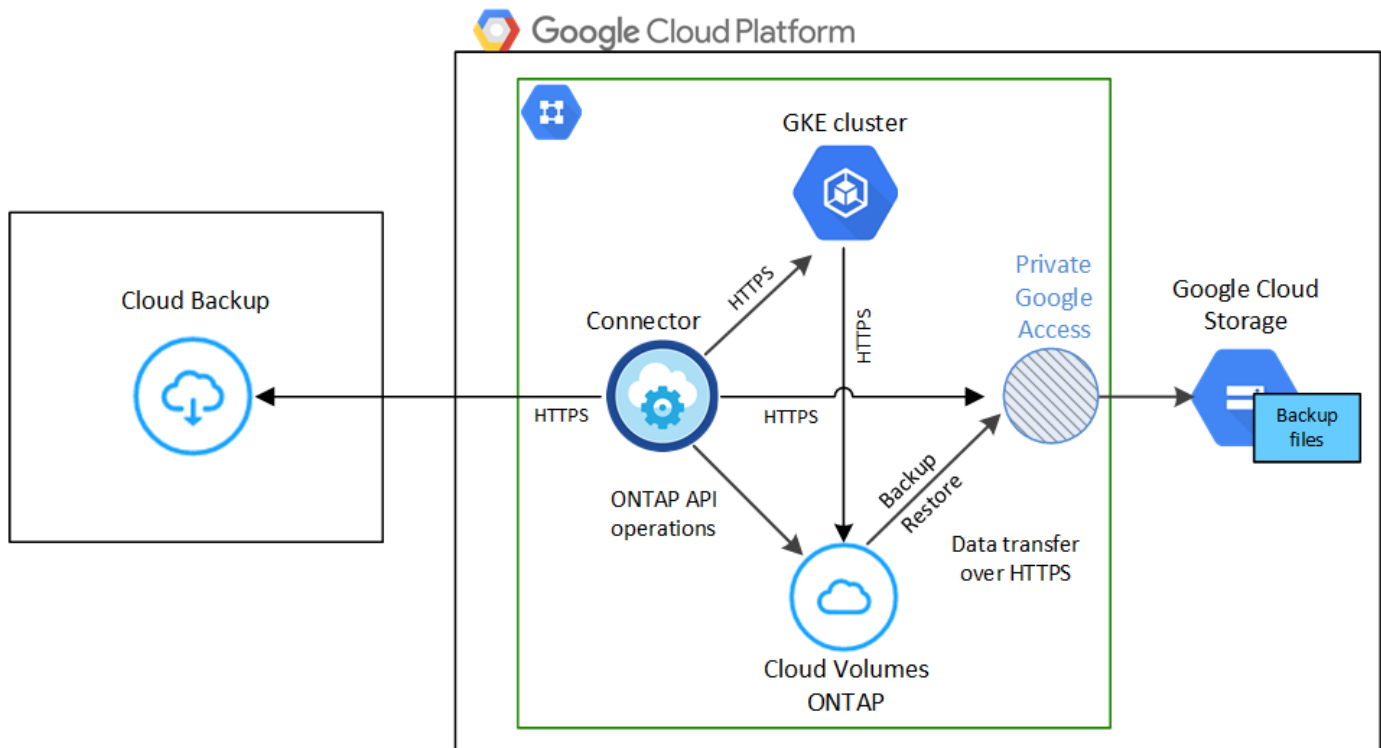 Google Cloud Platform
GKE cluster
Cloud Backup
Connector
HTTPS
HTTPS
Private
Google
Access
Google Cloud
Storage
HTTPS
HTTPS
Backup
files
ONTAP API
operations
Backup
Restore
Data transfer
over HTTPS
Cloud Volumes
ONTAP